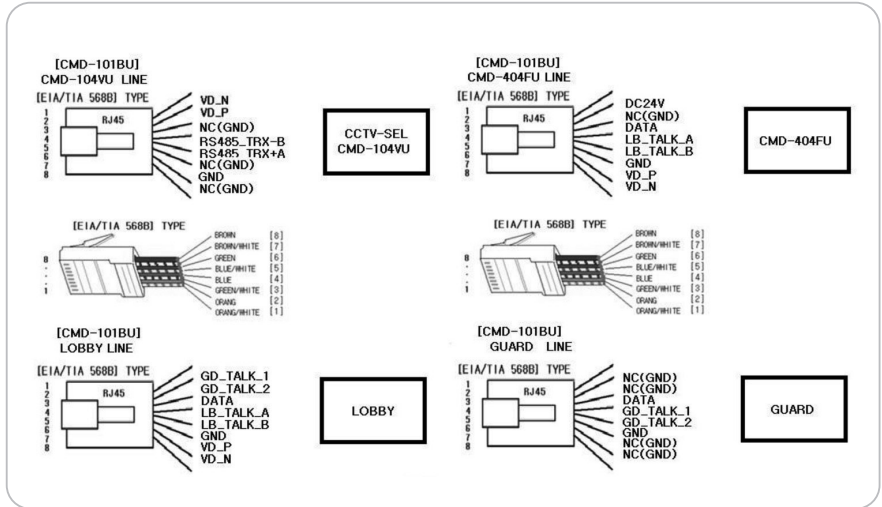 [CMD-101BU]
CMD-104VU LINE
[EIA/TIA 568B] TYPE
1
2
3
4
5
6
7
8
RJ45
VD_N
VD_P
NC(GND)
RS485_TRX-B
RS485_TRX+A
NC(GND)
GND
NC(GND)
CCTV-SEL
CMD-104VU
[CMD-101BU]
CMD-404FU LINE
[EIA/TIA 568B] TYPE
1
2
3
4
5
6
7
8
RJ45
DC24V
NC(GND)
DATA
LB_TALK_A
LB_TALK_B
GND
VD_P
VD_N
CMD-404FU
[EIA/TIA 568B] TYPE
8
.
.
1
BROWN [8]
BROWN/WHITE [7]
GREEN [6]
BLUE/WHITE [5]
BLUE [4]
GREEN/WHITE [3]
ORANG [2]
ORANG/WHITE [1]
[EIA/TIA 568B] TYPE
8
.
.
1
BROWN [8]
BROWN/WHITE [7]
GREEN [6]
BLUE/WHITE [5]
BLUE [4]
GREEN/WHITE [3]
ORANG [2]
ORANG/WHITE [1]
[CMD-101BU]
LOBBY LINE
[EIA/TIA 568B] TYPE
1
2
3
4
5
6
7
8
RJ45
GD_TALK_1
GD_TALK_2
DATA
LB_TALK_A
LB_TALK_B
GND
VD_P
VD_N
LOBBY
[CMD-101BU]
GUARD LINE
[EIA/TIA 568B] TYPE
1
2
3
4
5
6
7
8
RJ45
NC(GND)
NC(GND)
DATA
GD_TALK_1
GD_TALK_2
GND
NC(GND)
NC(GND)
GUARD